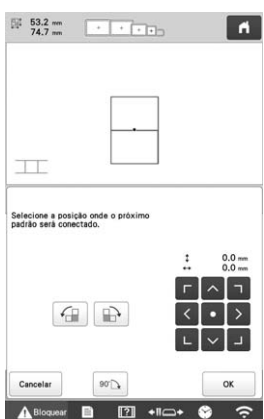 53.2 mm
74.7 mm
Selecione a posição onde o próximo
padrão será conectado.
0.0 mm
0.0 mm
Cancelar
90°
OK
Bloquear